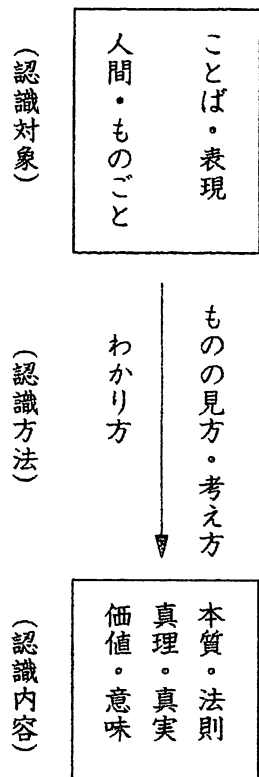 ことば・表現
人間・ものごと
（認識対象）
ものの見方・考え方
わかり方
（認識方法）
本質・法則
真理・真実
価値・意味
（認識内容）